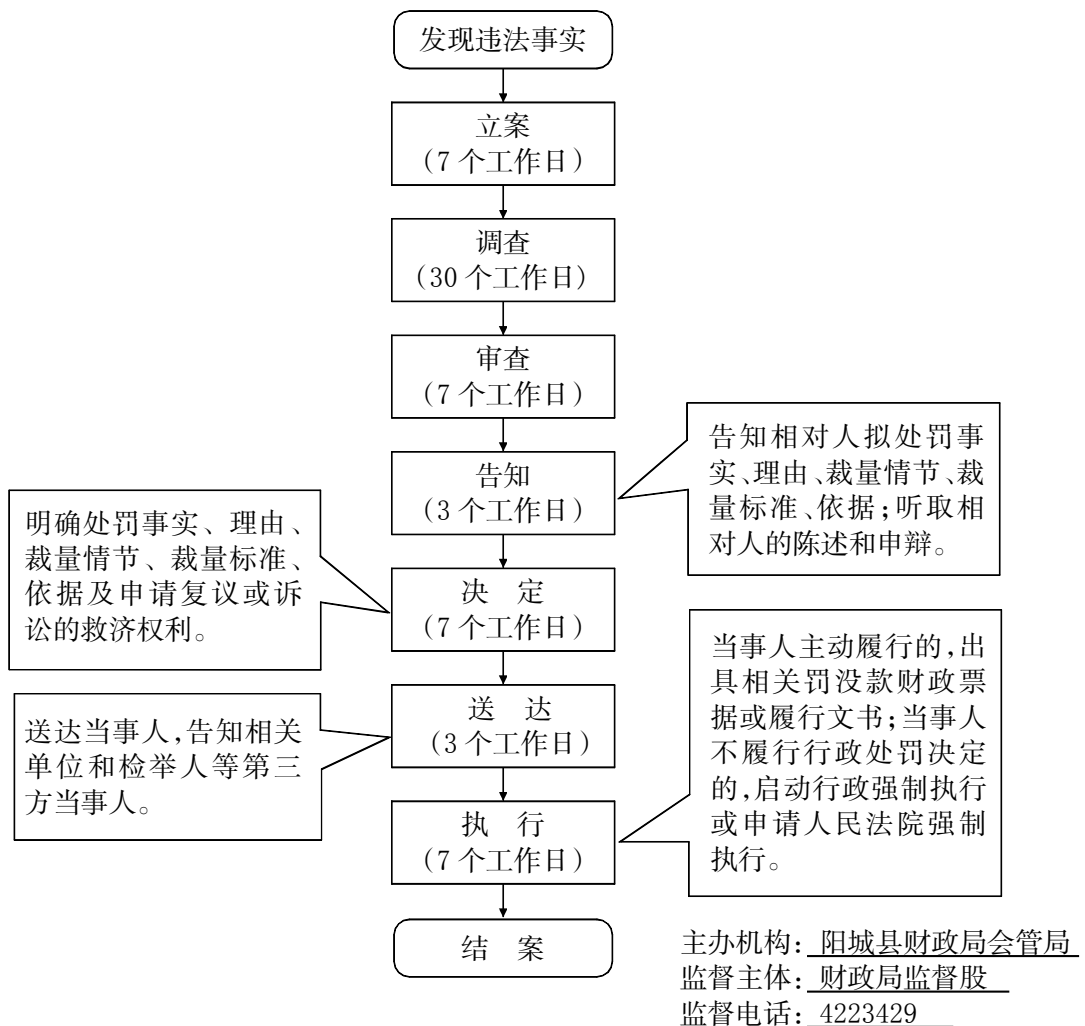 发现违法事实
立案
(7 个工作日)
调查
(30 个工作日)
审查
(7 个工作日)
告知
(3 个工作日)
告知相对人拟处罚事
实、理由、裁量情节、裁
量标准、依据;听取相
对人的陈述和申辩。
明确处罚事实、理由、
裁量情节、裁量标准、
依据及申请复议或诉
讼的救济权利。
决 定
(7 个工作日)
送 达
(3 个工作日)
送达当事人,告知相关
单位和检举人等第三
方当事人。
执 行
(7 个工作日)
当事人主动履行的,出
具相关罚没款财政票
据或履行文书;当事人
不履行行政处罚决定
的,启动行政强制执行
或申请人民法院强制
执行。
结 案
主办机构: 阳城县财政局会管局
监督主体: 财政局监督股
监督电话: 4223429